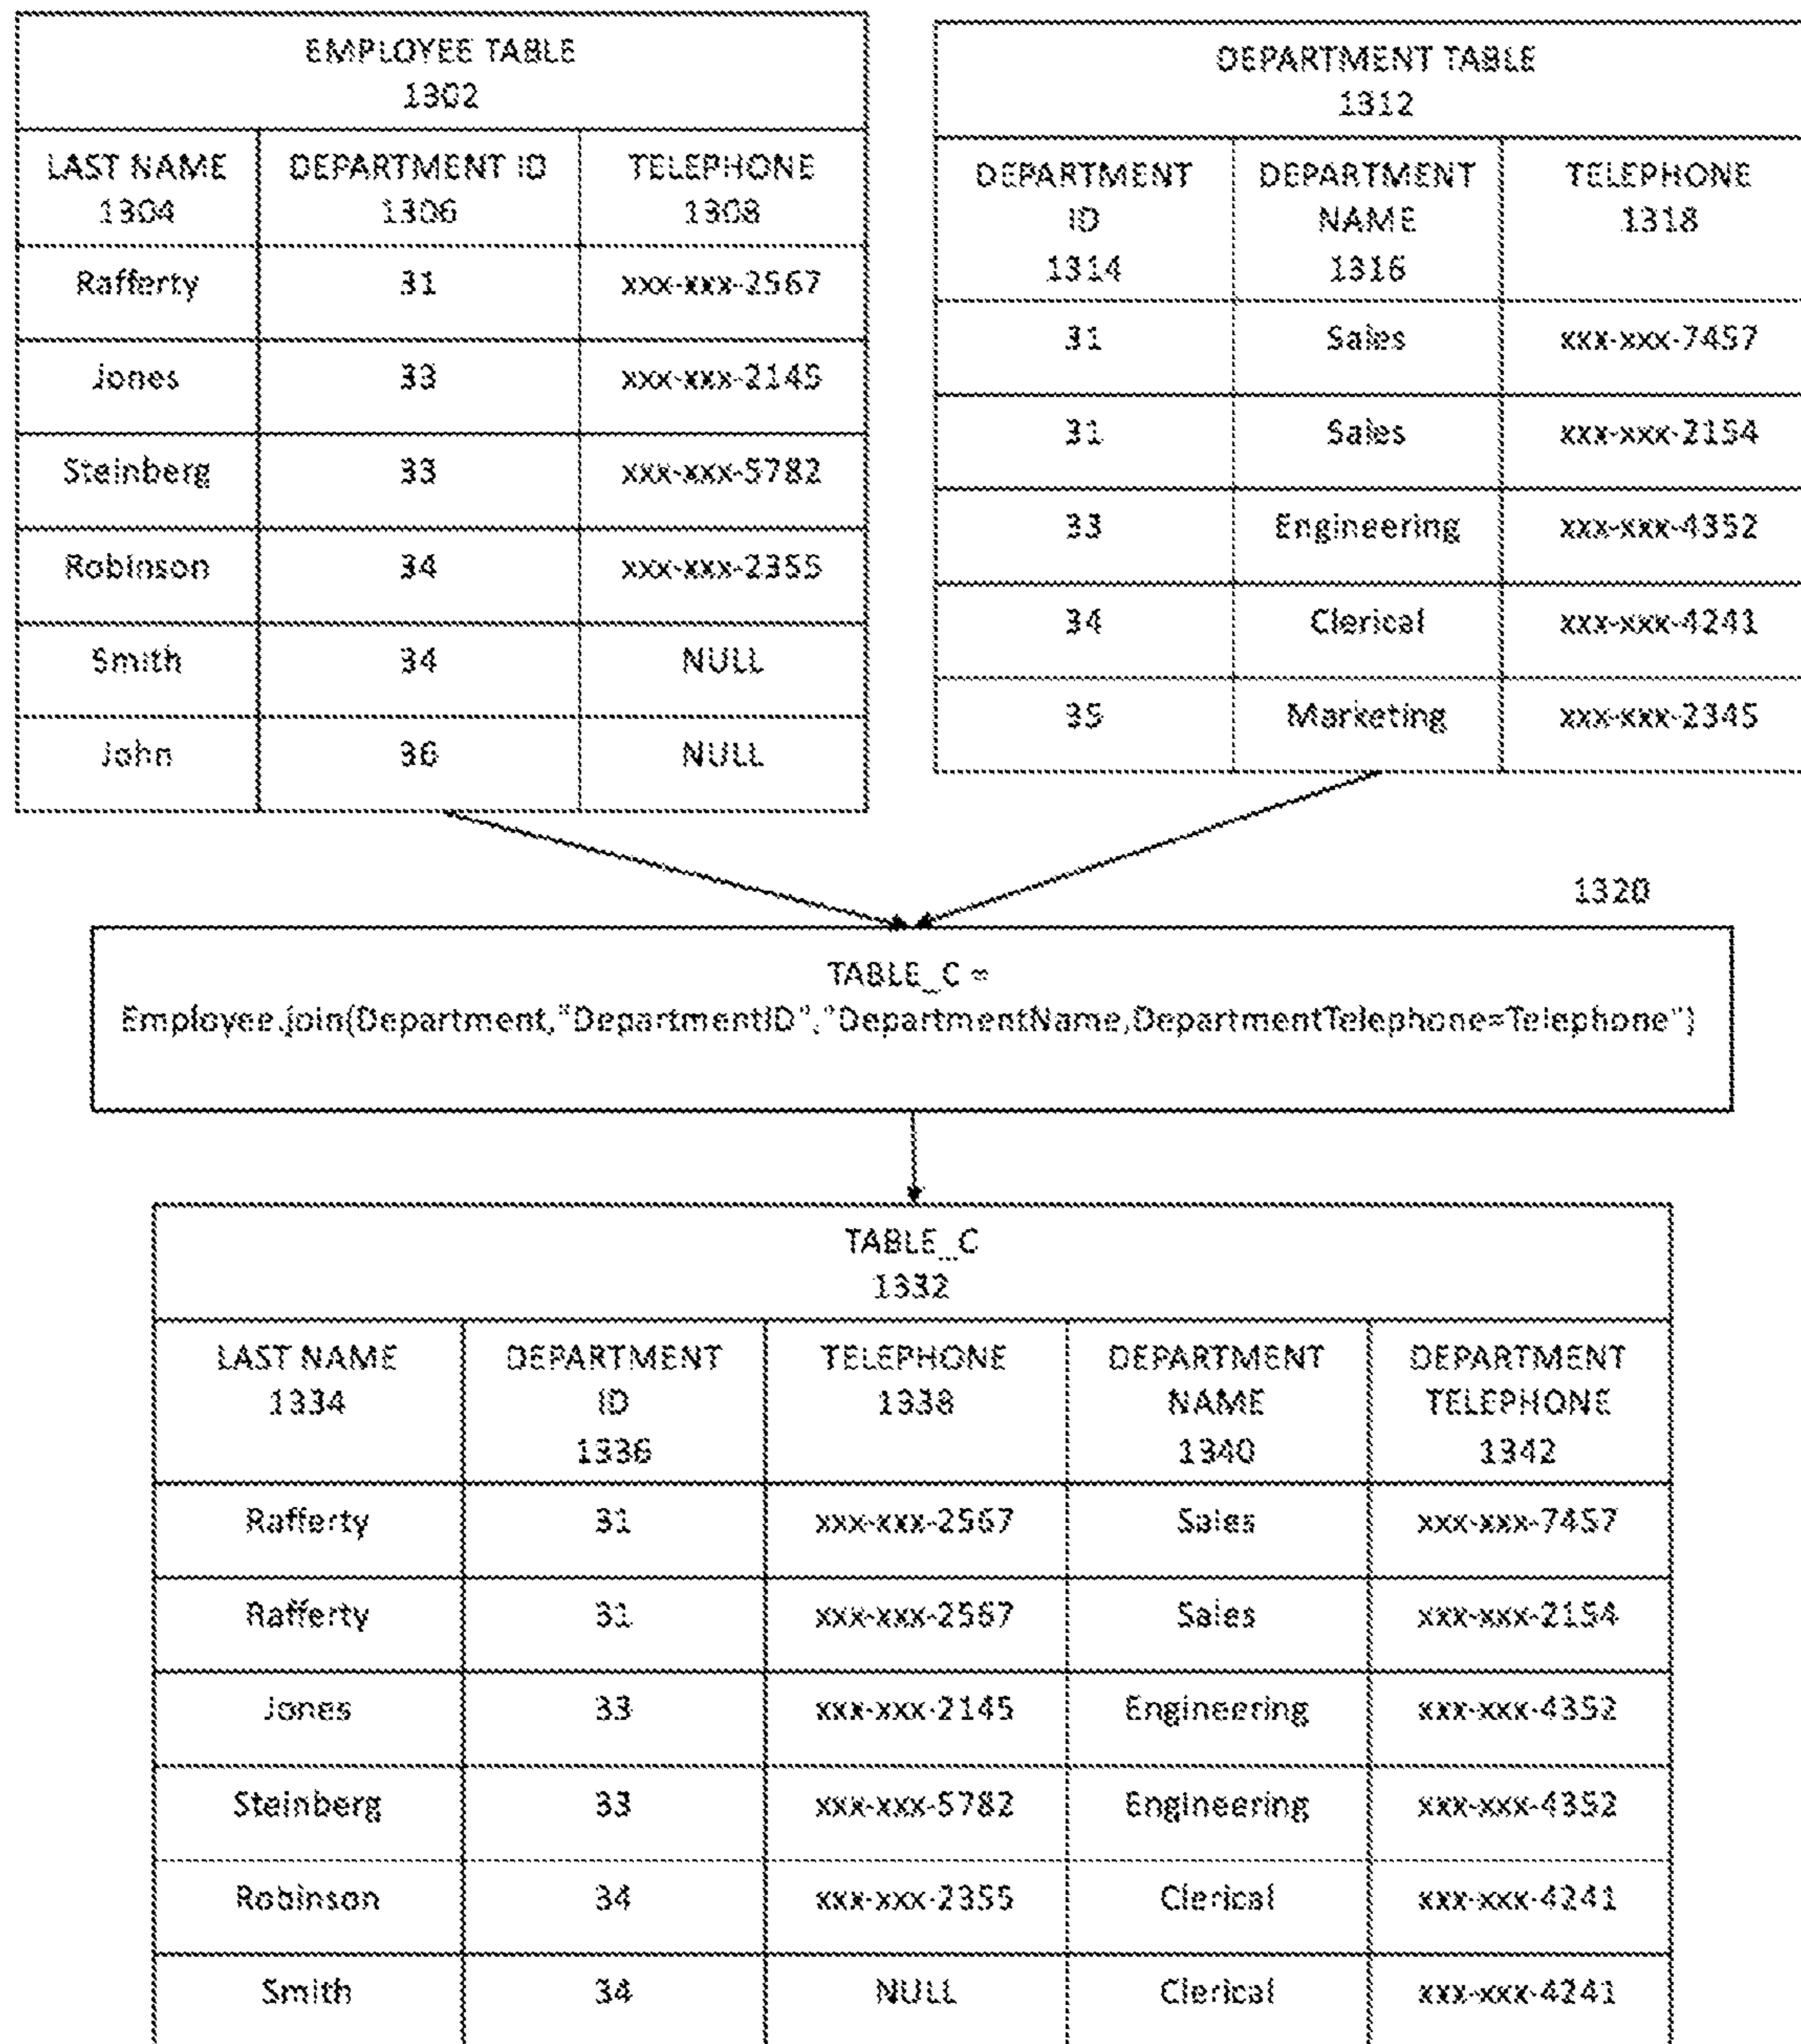 EMPLOYEE TABLE
1302
LAST NAME
1304
DEPARTMENT ID
1306
TELEPHONE
1308
Rafferty 31 xxx-xxx-2567
Jones 33 xxx-xxx-2145
Steinberg 33 xxx-xxx-5782
Robinson 34 xxx-xxx-2355
Smith 34 NULL
John 36 NULL
DEPARTMENT TABLE
1312
DEPARTMENT
ID
1314
DEPARTMENT
NAME
1316
TELEPHONE
1318
31 Sales xxx-xxx-7457
31 Sales xxx-xxx-2154
33 Engineering xxx-xxx-4352
34 Clerical xxx-xxx-4241
35 Marketing xxx-xxx-2345
1320
TABLE_C =
Employee.join(Department,"DepartmentID","DepartmentName,DepartmentTelephone=Telephone")
TABLE_C
1332
LAST NAME
1334
DEPARTMENT
ID
1336
TELEPHONE
1338
DEPARTMENT
NAME
1340
DEPARTMENT
TELEPHONE
1342
Rafferty 31 xxx-xxx-2567 Sales xxx-xxx-7457
Rafferty 31 xxx-xxx-2567 Sales xxx-xxx-2154
Jones 33 xxx-xxx-2145 Engineering xxx-xxx-4352
Steinberg 33 xxx-xxx-5782 Engineering xxx-xxx-4352
Robinson 34 xxx-xxx-2355 Clerical xxx-xxx-4241
Smith 34 NULL Clerical xxx-xxx-4241